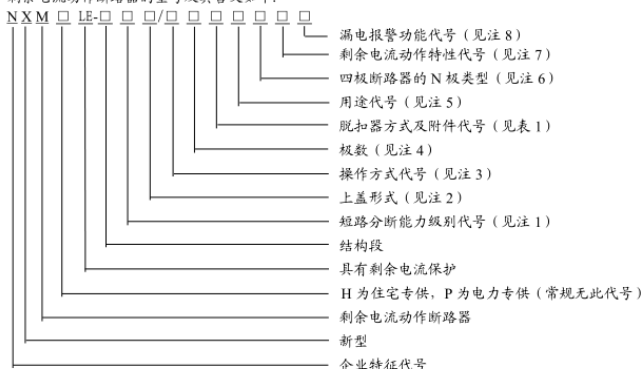 NXM□ LE-□□□/□□□□□□□
漏电报警功能代号（见注8）
剩余电流动作特性代号（见注7）
四极断路器的N极类型（见注6）
用途代号（见注5）
脱扣器方式及附件代号（见表1）
极数（见注4）
操作方式代号（见注3）
上盖形式（见注2）
短路分断能力级别代号（见注1）
结构段
具有剩余电流保护
H为住宅专供，P为电力专供（常规无此代号）
剩余电流动作断路器
新型
企业特征代号